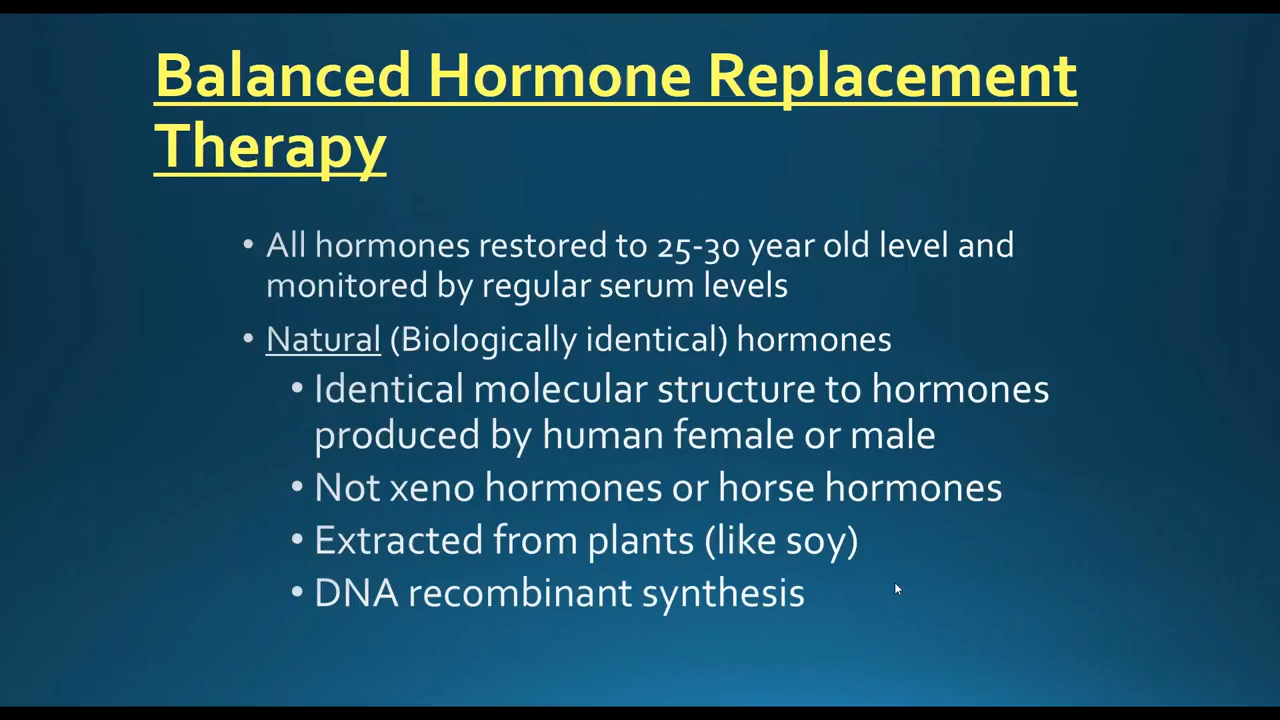 Balanced Hormone Replacement
Therapy
• All hormones restored to 25-30 year old level and
monitored by regular serum levels
• Natural (Biologically identical) hormones
• Identical molecular structure to hormones
produced by human female or male
• Not xeno hormones or horse hormones
• Extracted from plants (like soy)
• DNA recombinant synthesis